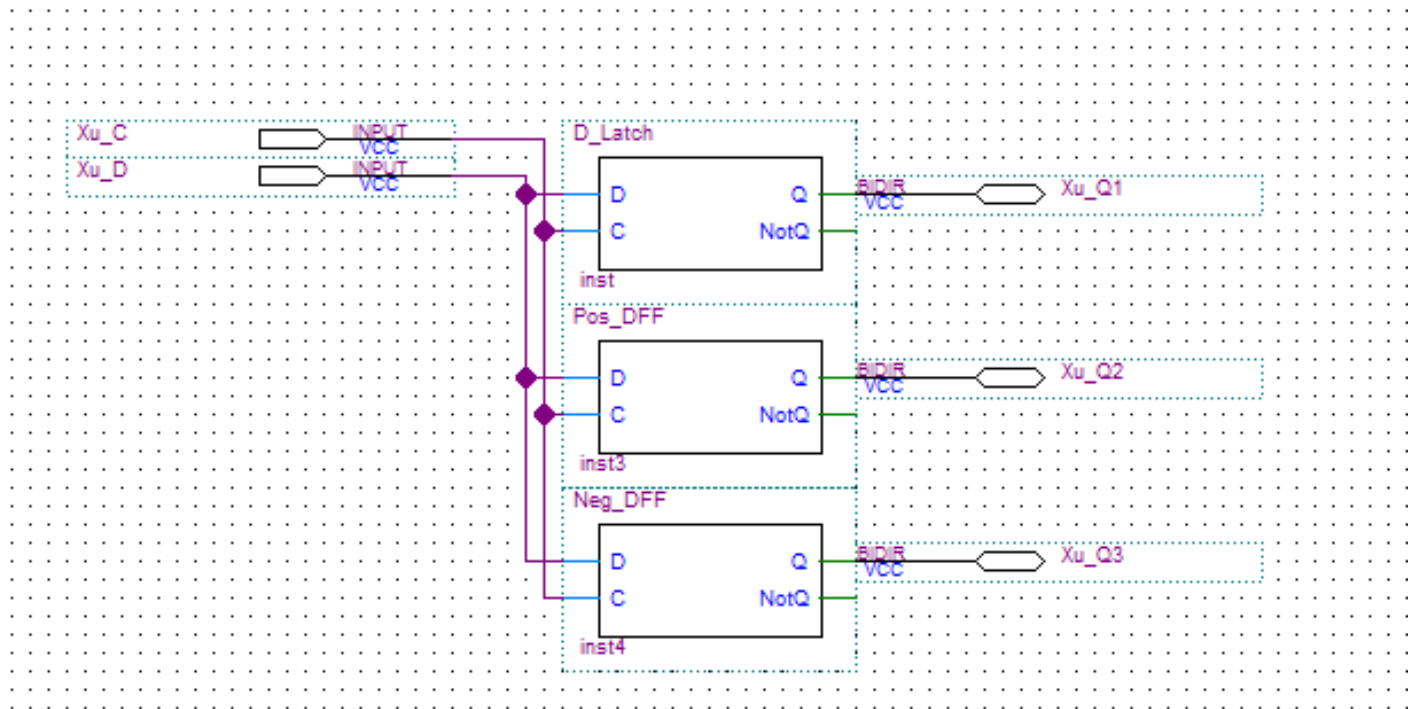 Xu_C INPUT
VCC
Xu_D INPUT
VCC
D_Latch
D Q BIDIR Xu_Q1
VCC
C NotQ
inst
Pos_DFF
D Q BIDIR Xu_Q2
VCC
C NotQ
inst3
Neg_DFF
D Q BIDIR Xu_Q3
VCC
C NotQ
inst4